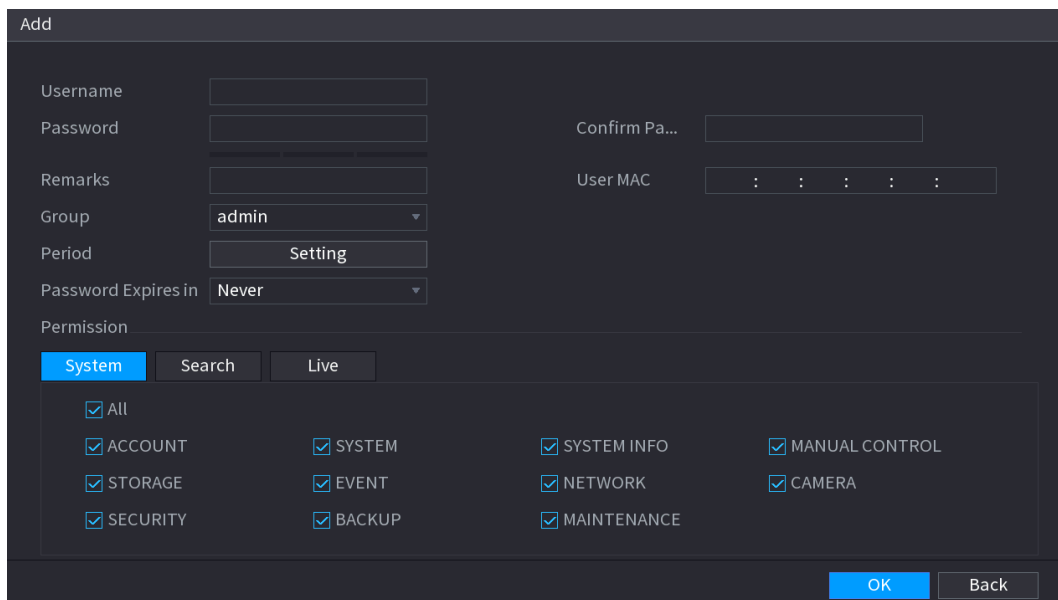 Add
Username
Password Confirm Pa...
Remarks User MAC : : : : :
Group admin
Period Setting
Password Expires in Never
Permission
System Search Live
All
ACCOUNT SYSTEM SYSTEM INFO MANUAL CONTROL
STORAGE EVENT NETWORK CAMERA
SECURITY BACKUP MAINTENANCE
OK Back